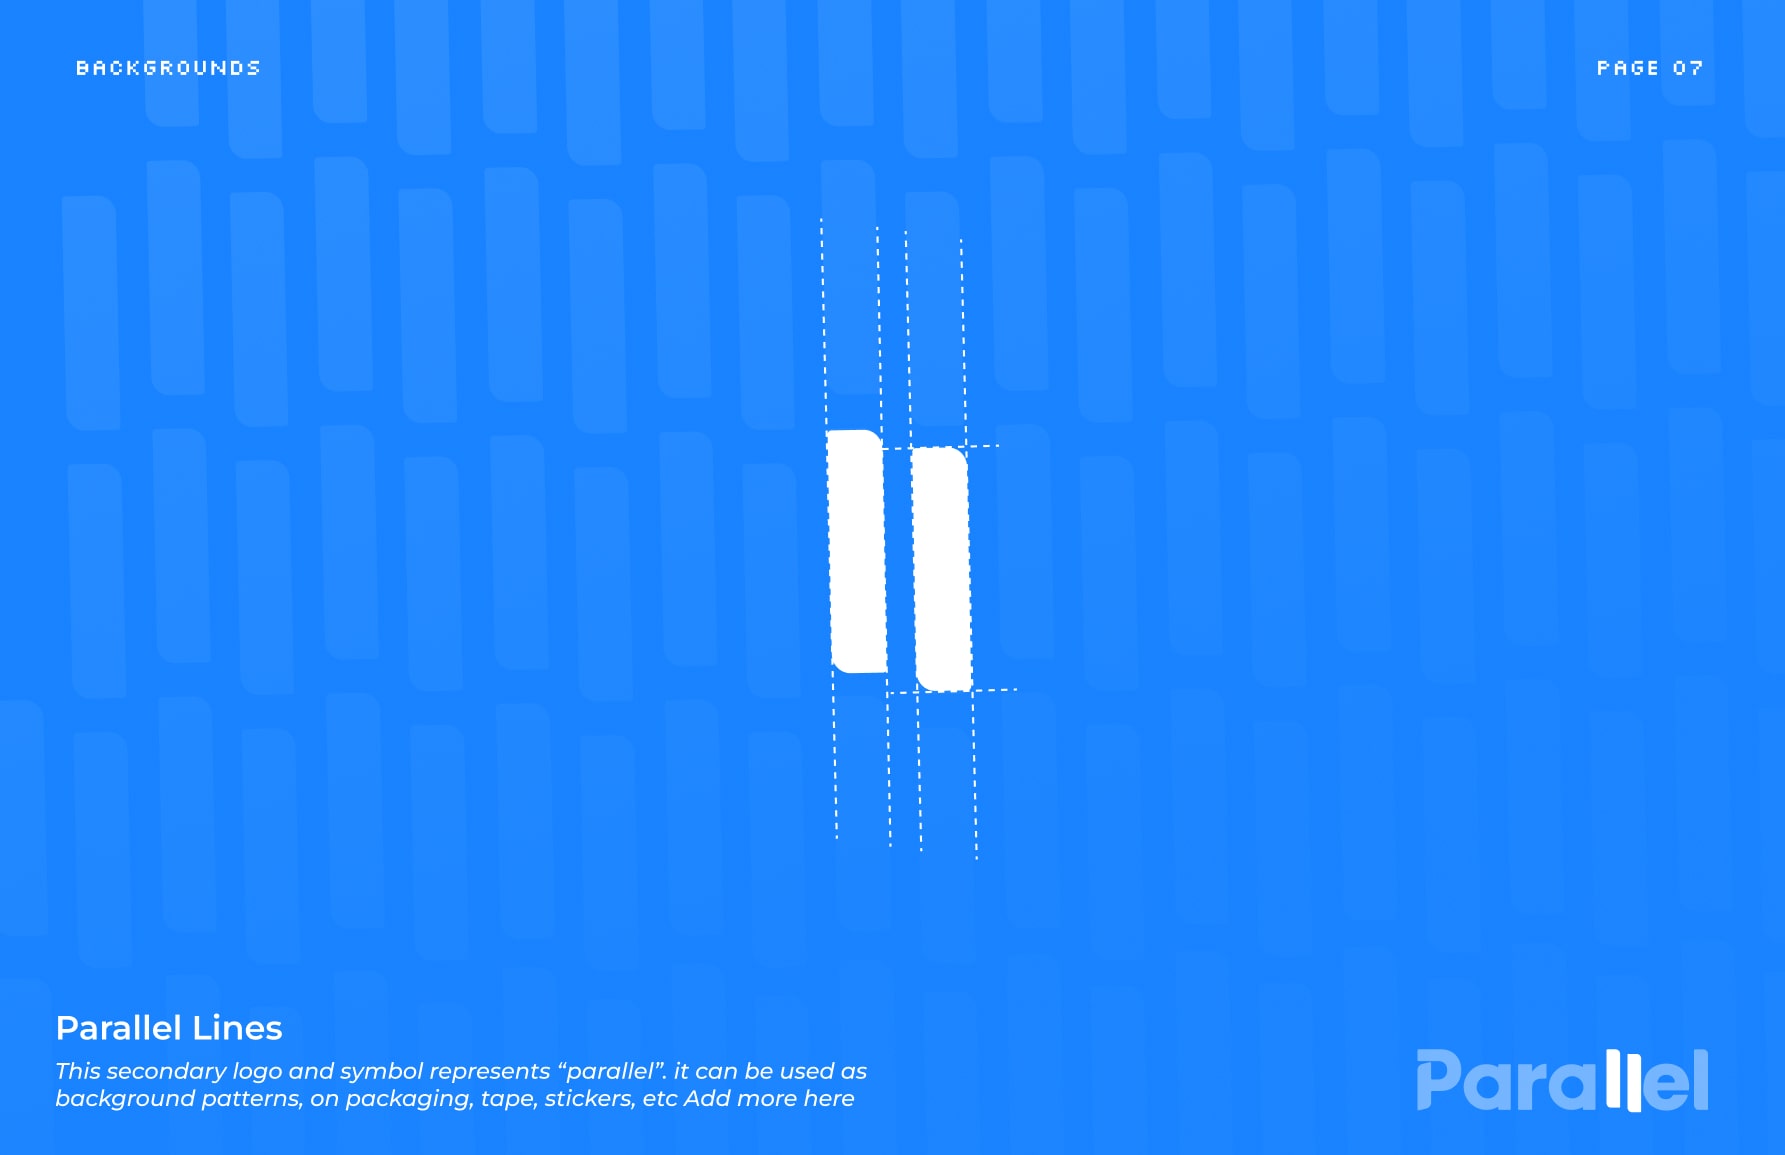 BACKGROUNDS
PAGE 07
Parallel Lines
This secondary logo and symbol represents “parallel”. it can be used as
background patterns, on packaging, tape, stickers, etc Add more here
Parallel